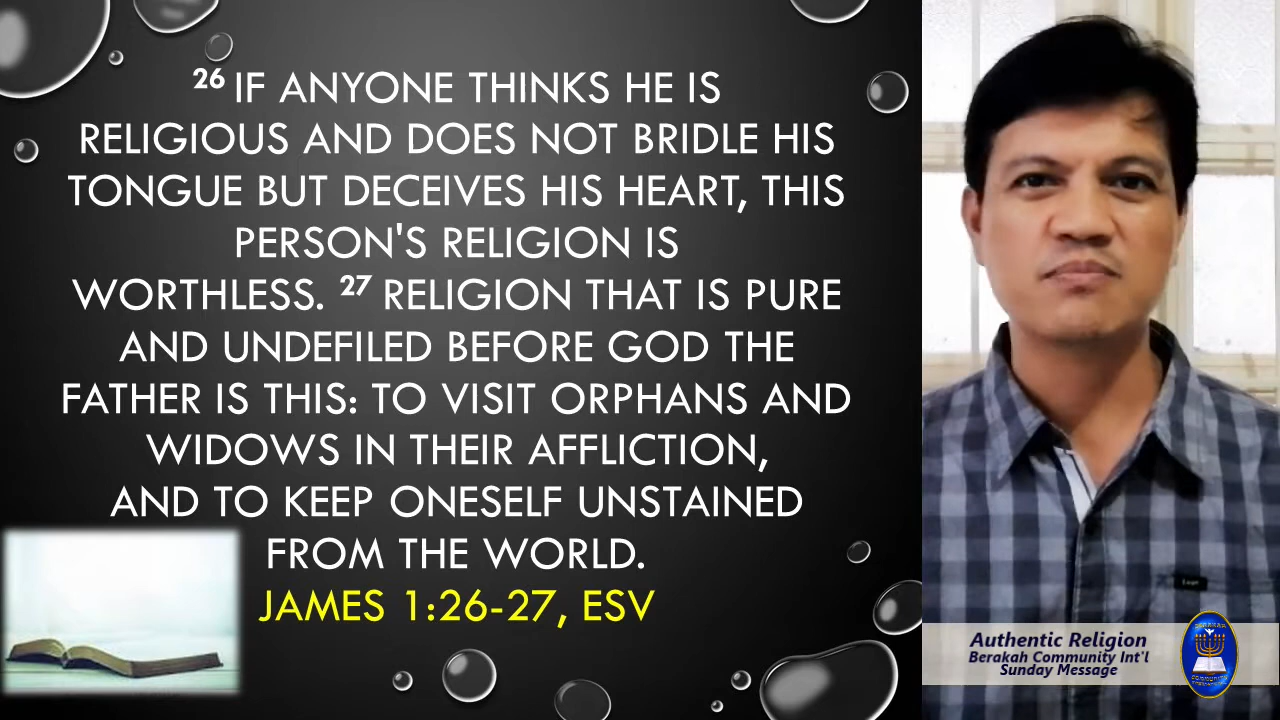 26 IF ANYONE THINKS HE IS
RELIGIOUS AND DOES NOT BRIDLE HIS
TONGUE BUT DECEIVES HIS HEART, THIS
PERSON'S RELIGION IS
WORTHLESS. 27 RELIGION THAT IS PURE
AND UNDEFILED BEFORE GOD THE
FATHER IS THIS: TO VISIT ORPHANS AND
WIDOWS IN THEIR AFFLICTION,
AND TO KEEP ONESELF UNSTAINED
FROM THE WORLD.
JAMES 1:26-27, ESV
Authentic Religion
Berakah Community Int'l
Sunday Message
BERAKAH
COMMUNITY